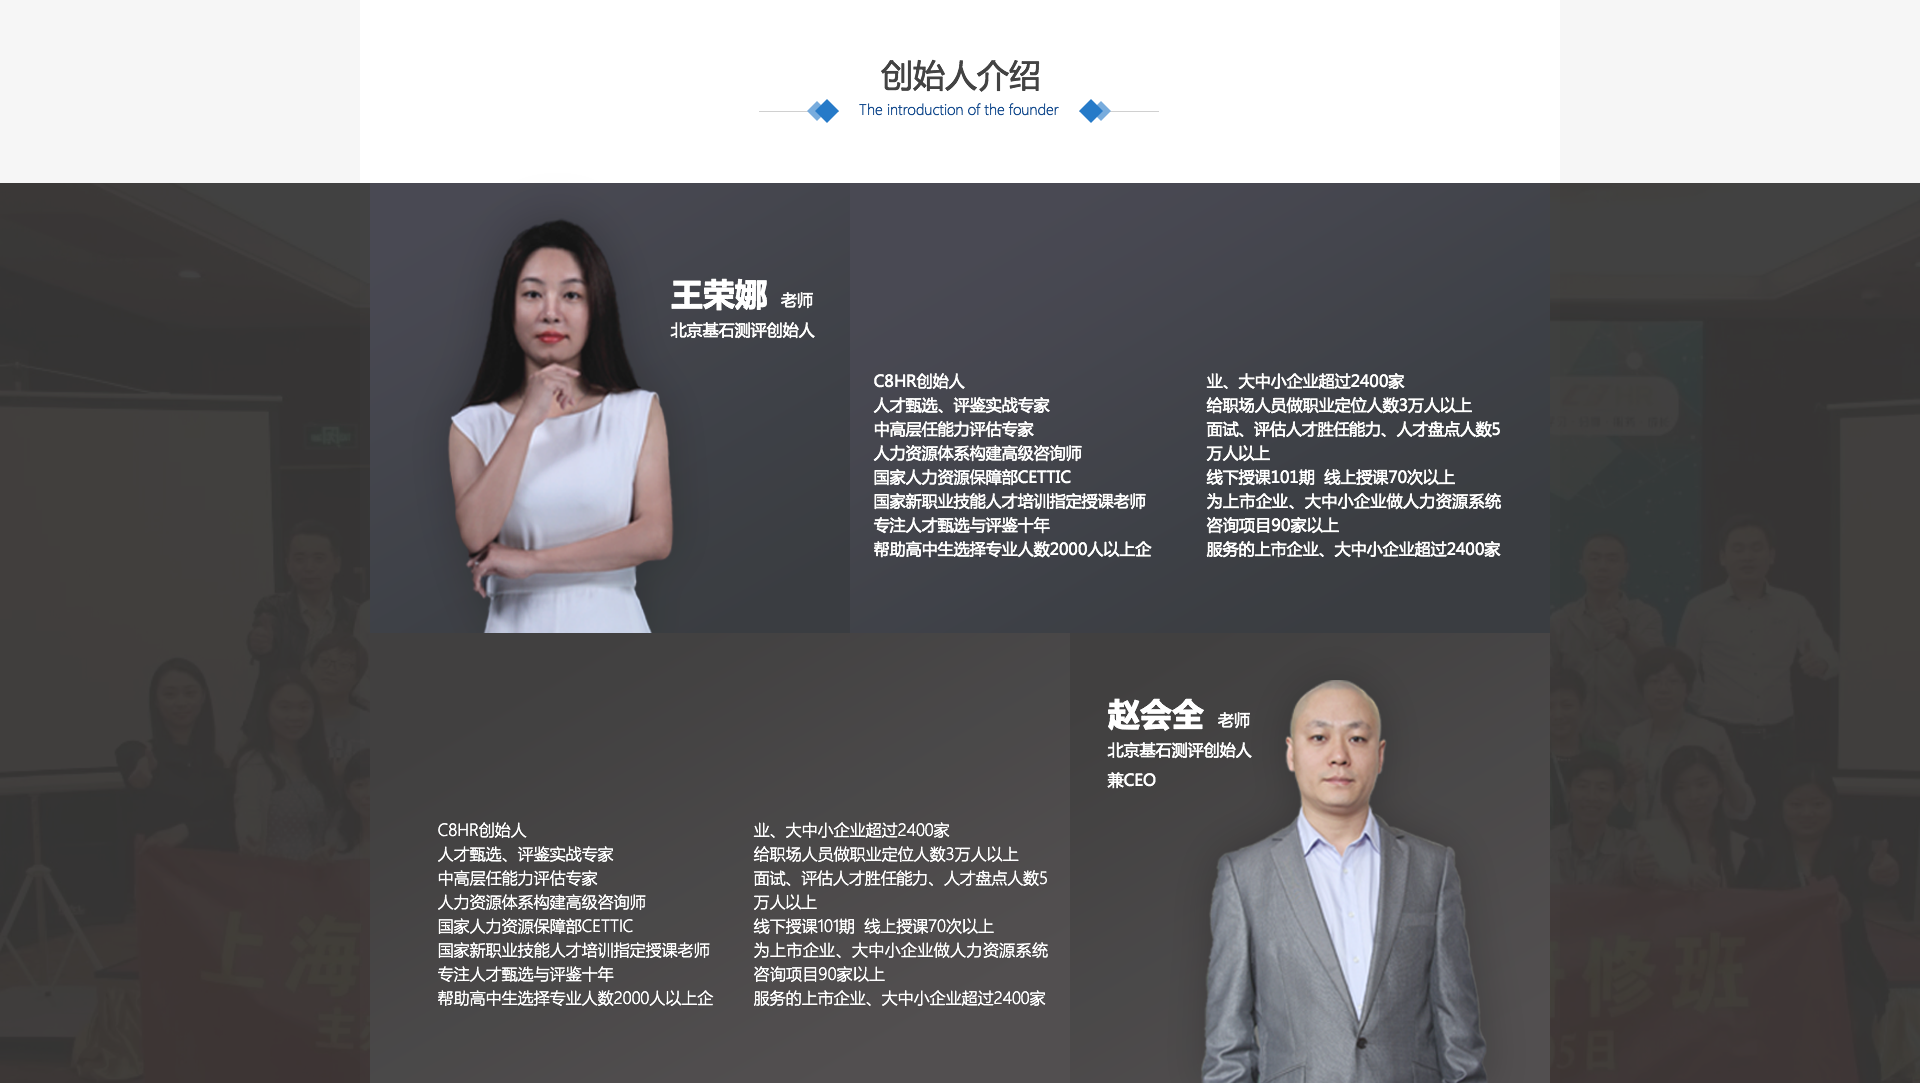 创始人介绍
The introduction of the founder
王荣娜 老师
北京基石测评创始人
C8HR创始人
人才甄选、评鉴实战专家
中高层任能力评估专家
人力资源体系构建高级咨询师
国家人力资源保障部CETTIC
国家新职业技能人才培训指定授课老师
专注人才甄选与评鉴十年
帮助高中生选择专业人数2000人以上企
业、大中小企业超过2400家
给职场人员做职业定位人数3万人以上
面试、评估人才胜任能力、人才盘点人数5
万人以上
线下授课101期 线上授课70次以上
为上市企业、大中小企业做人力资源系统
咨询项目90家以上
服务的上市企业、大中小企业超过2400家
赵会全 老师
北京基石测评创始人
兼CEO
C8HR创始人
人才甄选、评鉴实战专家
中高层任能力评估专家
人力资源体系构建高级咨询师
国家人力资源保障部CETTIC
国家新职业技能人才培训指定授课老师
专注人才甄选与评鉴十年
帮助高中生选择专业人数2000人以上企
业、大中小企业超过2400家
给职场人员做职业定位人数3万人以上
面试、评估人才胜任能力、人才盘点人数5
万人以上
线下授课101期 线上授课70次以上
为上市企业、大中小企业做人力资源系统
咨询项目90家以上
服务的上市企业、大中小企业超过2400家
上海
修班
5日